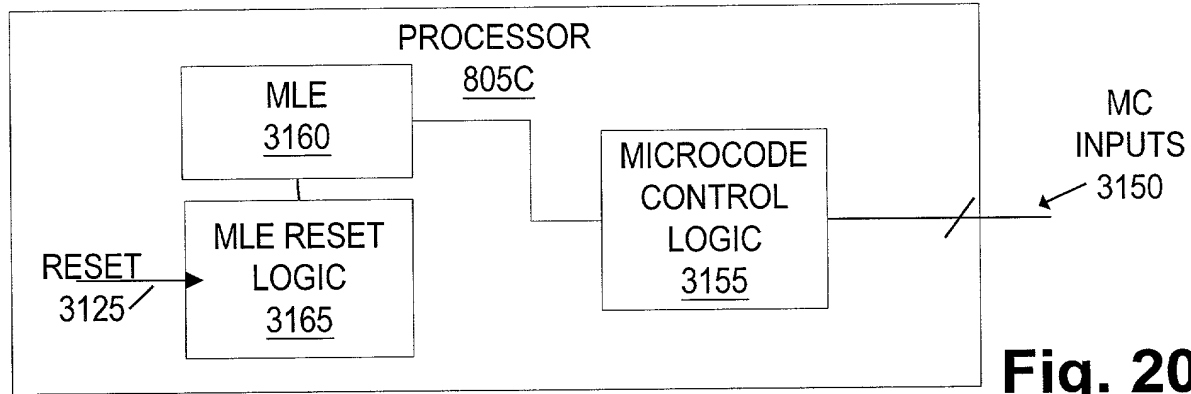 PROCESSOR
805C
MLE
3160
MC
INPUTS
3150
MICROCODE
CONTROL
LOGIC
3155
MLE RESET
LOGIC
3165
RESET
3125
Fig. 20